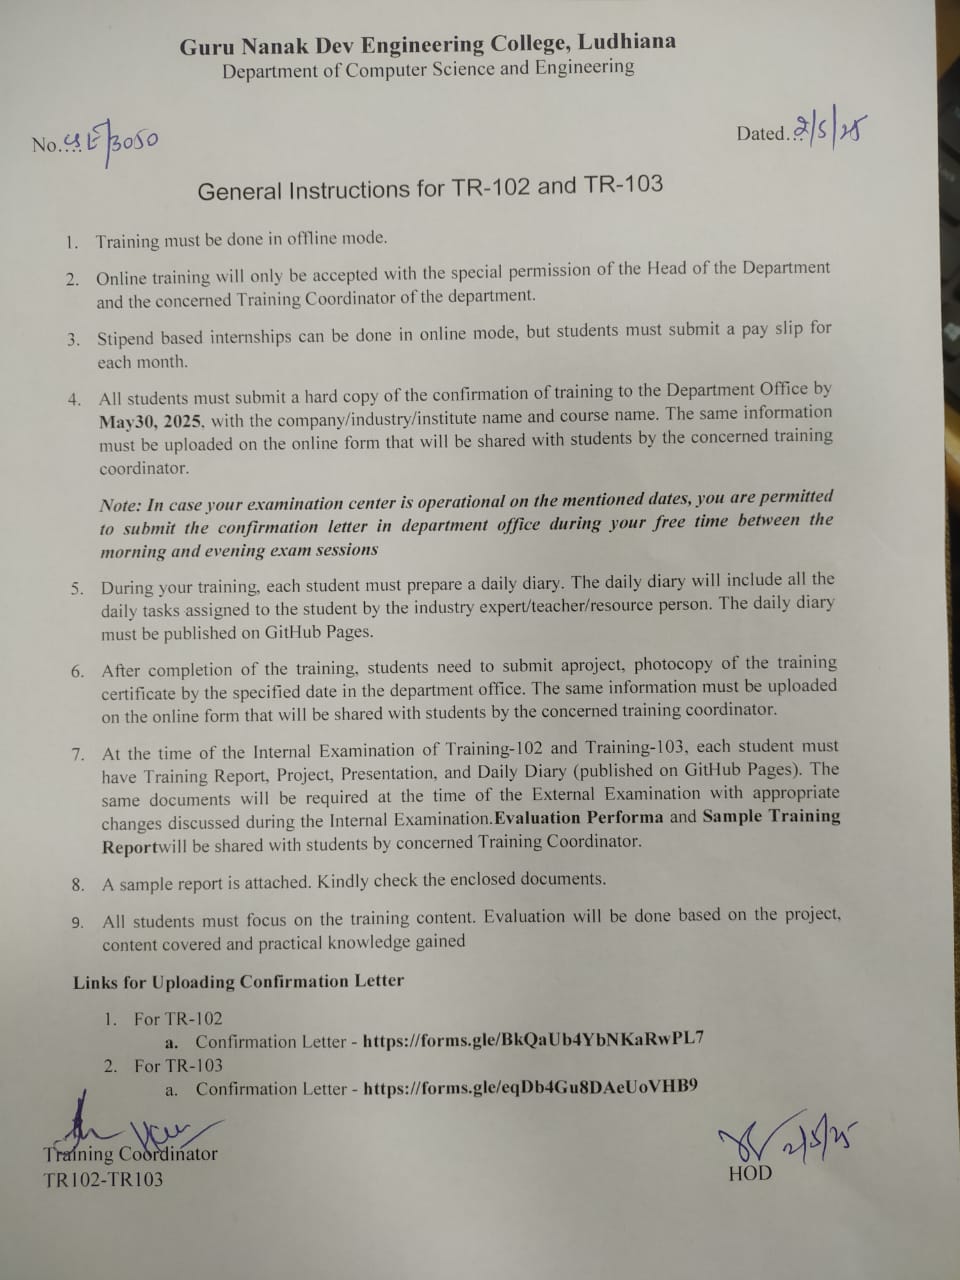 Guru Nanak Dev Engineering College, Ludhiana
Department of Computer Science and Engineering
No. CSE/3050
Dated. 2/5/25
General Instructions for TR-102 and TR-103
1. Training must be done in offline mode.
2. Online training will only be accepted with the special permission of the Head of the Department
and the concerned Training Coordinator of the department.
3. Stipend based internships can be done in online mode, but students must submit a pay slip for
each month.
4. All students must submit a hard copy of the confirmation of training to the Department Office by
May30, 2025, with the company/industry/institute name and course name. The same information
must be uploaded on the online form that will be shared with students by the concerned training
coordinator.
Note: In case your examination center is operational on the mentioned dates, you are permitted
to submit the confirmation letter in department office during your free time between the
morning and evening exam sessions
5. During your training, each student must prepare a daily diary. The daily diary will include all the
daily tasks assigned to the student by the industry expert/teacher/resource person. The daily diary
must be published on GitHub Pages.
6. After completion of the training, students need to submit aproject, photocopy of the training
certificate by the specified date in the department office. The same information must be uploaded
on the online form that will be shared with students by the concerned training coordinator.
7. At the time of the Internal Examination of Training-102 and Training-103, each student must
have Training Report, Project, Presentation, and Daily Diary (published on GitHub Pages). The
same documents will be required at the time of the External Examination with appropriate
changes discussed during the Internal Examination.Evaluation Performa and Sample Training
Reportwill be shared with students by concerned Training Coordinator.
8. A sample report is attached. Kindly check the enclosed documents.
9. All students must focus on the training content. Evaluation will be done based on the project,
content covered and practical knowledge gained
Links for Uploading Confirmation Letter
1. For TR-102
a. Confirmation Letter - https://forms.gle/BkQaUb4YbNKaRwPL7
2. For TR-103
a. Confirmation Letter - https://forms.gle/eqDb4Gu8DAeUoVHB9
2/5/25
Training Coordinator
HOD
TR102-TR103